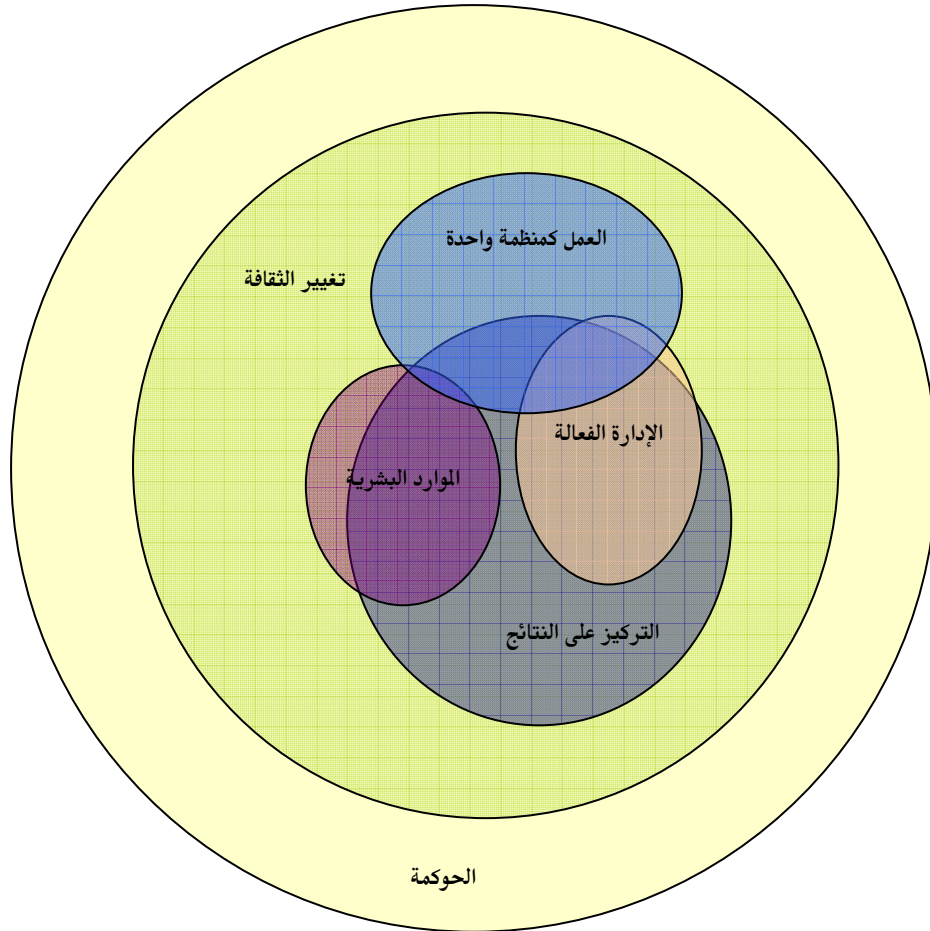 العمل كمنظمة واحدة
تغيير الثقافة
الإدارة الفعالة
الموارد البشرية
التركيز على النتائج
الحوكمة